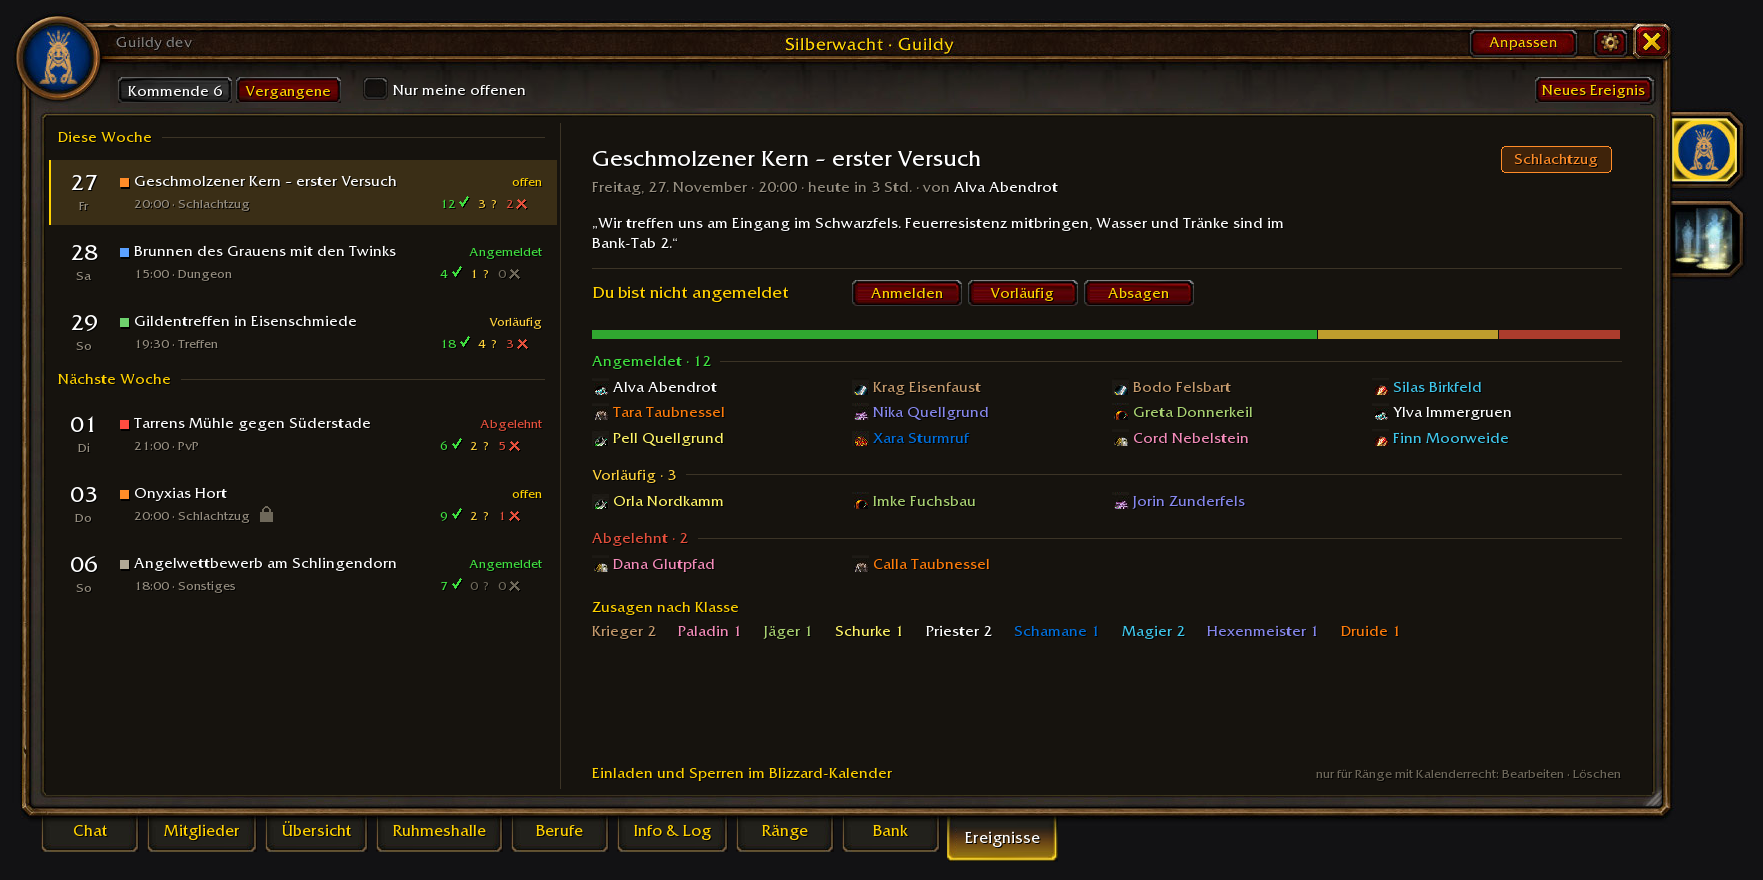 Guildy dev
Silberwacht · Guildy
Anpassen
Kommende 6
Vergangene
Nur meine offenen
Neues Ereignis
Diese Woche
27 Geschmolzener Kern – erster Versuch offen
Fr 20:00 · Schlachtzug 12 3 ? 2
28 Brunnen des Grauens mit den Twinks Angemeldet
Sa 15:00 · Dungeon 4 1 ? 0
29 Gildentreffen in Eisenschmiede Vorläufig
So 19:30 · Treffen 18 4 ? 3
Nächste Woche
01 Tarrens Mühle gegen Süderstade Abgelehnt
Di 21:00 · PvP 6 2 ? 5
03 Onyxias Hort offen
Do 20:00 · Schlachtzug 9 2 ? 1
06 Angelwettbewerb am Schlingendorn Angemeldet
So 18:00 · Sonstiges 7 0 ? 0
Geschmolzener Kern – erster Versuch
Schlachtzug
Freitag, 27. November · 20:00 · heute in 3 Std. · von Alva Abendrot
„Wir treffen uns am Eingang im Schwarzfels. Feuerresistenz mitbringen, Wasser und Tränke sind im
Bank-Tab 2.“
Du bist nicht angemeldet
Anmelden
Vorläufig
Absagen
Angemeldet · 12
Alva Abendrot Krag Eisenfaust Bodo Felsbart Silas Birkfeld
Tara Taubnessel Nika Quellgrund Greta Donnerkeil Ylva Immergruen
Pell Quellgrund Xara Sturmruf Cord Nebelstein Finn Moorweide
Vorläufig · 3
Orla Nordkamm Imke Fuchsbau Jorin Zunderfels
Abgelehnt · 2
Dana Glutpfad Calla Taubnessel
Zusagen nach Klasse
Krieger 2 Paladin 1 Jäger 1 Schurke 1 Priester 2 Schamane 1 Magier 2 Hexenmeister 1 Druide 1
Einladen und Sperren im Blizzard-Kalender
nur für Ränge mit Kalenderrecht: Bearbeiten · Löschen
Chat
Mitglieder
Übersicht
Ruhmeshalle
Berufe
Info & Log
Ränge
Bank
Ereignisse